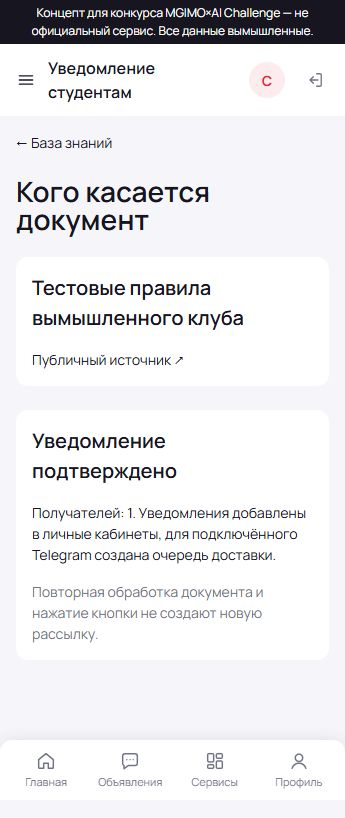 Концепт для конкурса MGIMO×AI Challenge — не
официальный сервис. Все данные вымышленные.
Уведомление
студентам
С
← База знаний
Кого касается
документ
Тестовые правила
вымышленного клуба
Публичный источник ↗
Уведомление
подтверждено
Получателей: 1. Уведомления добавлены
в личные кабинеты, для подключённого
Telegram создана очередь доставки.
Повторная обработка документа и
нажатие кнопки не создают новую
рассылку.
Главная
Объявления
Сервисы
Профиль